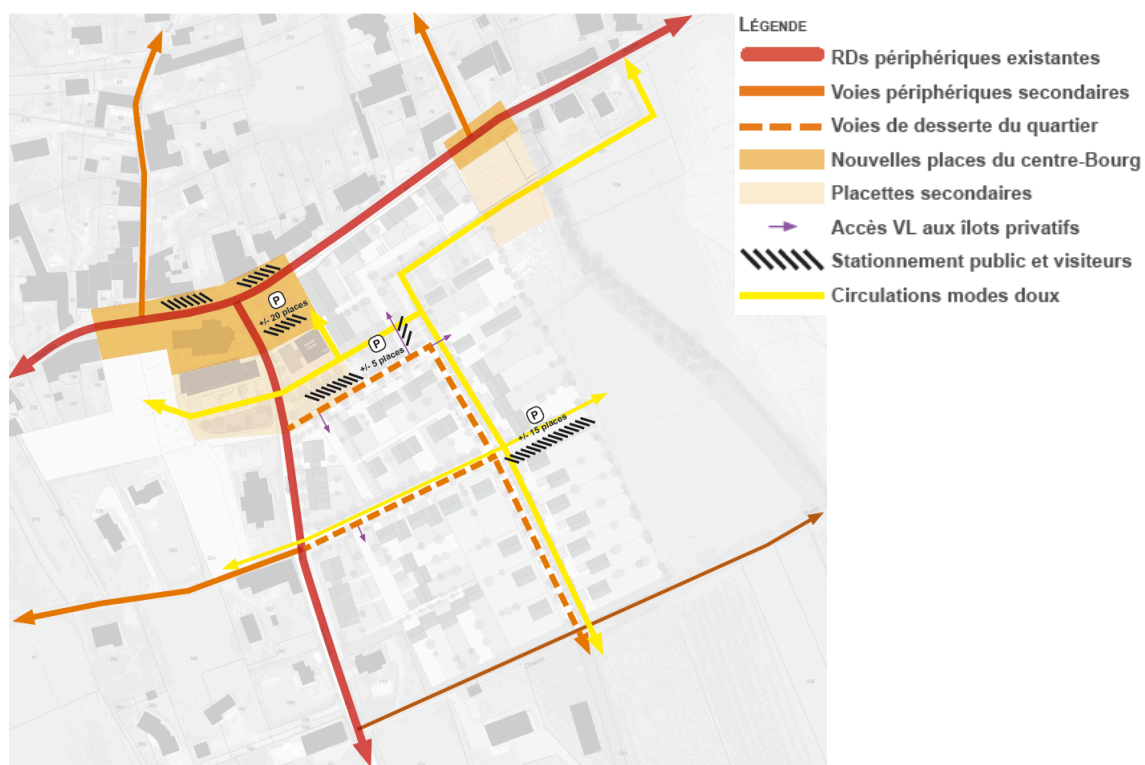 LÉGENDE
RDs périphériques existantes
Voies périphériques secondaires
Voies de desserte du quartier
Nouvelles places du centre-Bourg
Placettes secondaires
Accès VL aux îlots privatifs
Stationnement public et visiteurs
Circulations modes doux
P
+/- 20 places
P
+/- 5 places
P
+/- 15 places